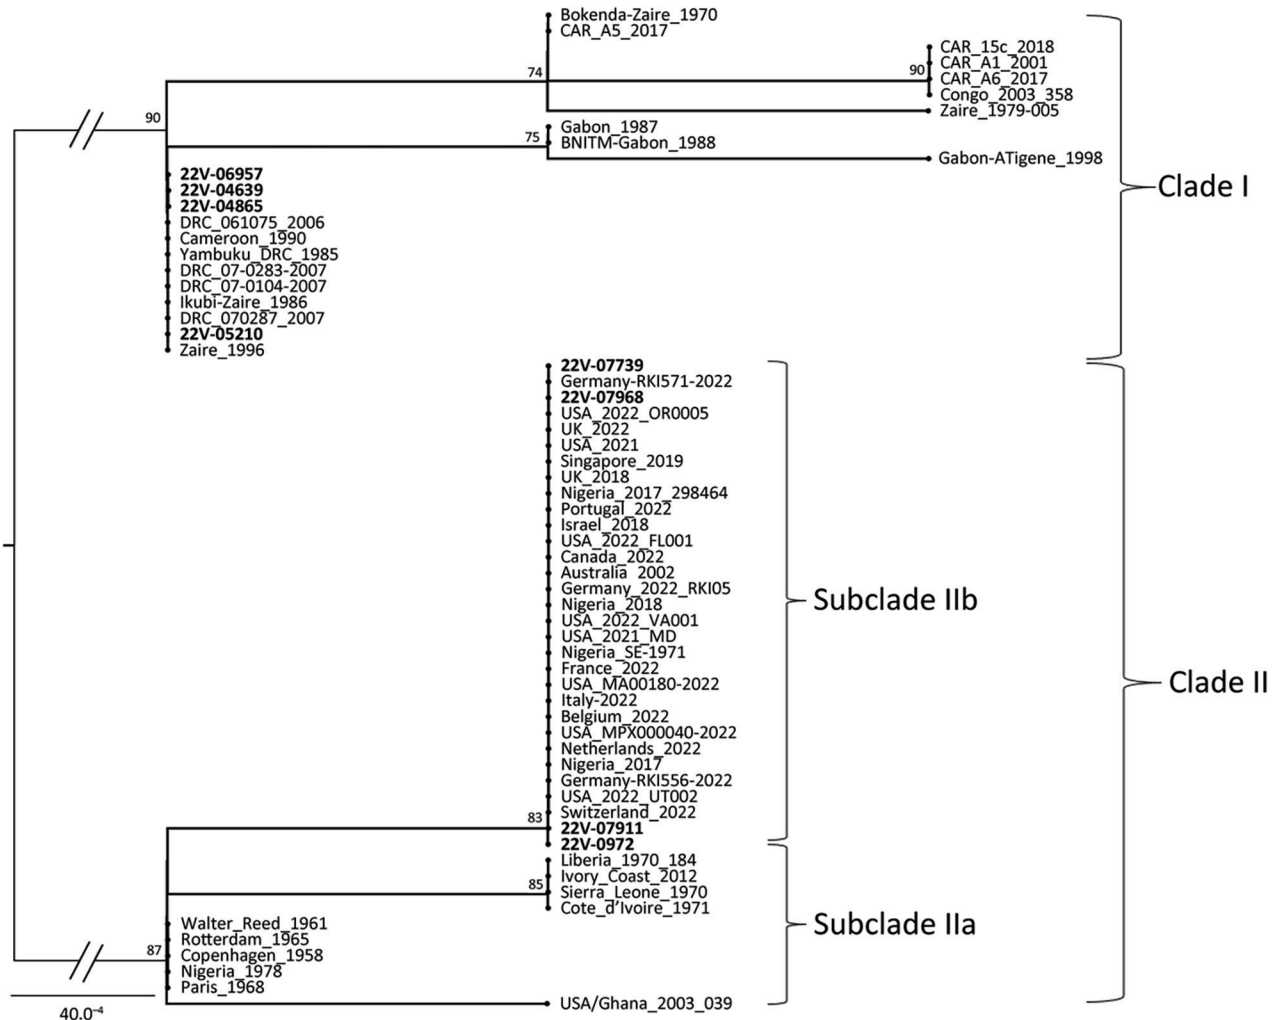 Bokenda-Zaire_1970
CAR_A5_2017
CAR_15c_2018
CAR_A1_2001
90
CAR_A6_2017
74
Congo_2003_358
Zaire_1979-005
90
Gabon_1987
75
BNITM-Gabon_1988
Gabon-ATigene_1998
22V-06957
22V-04639
Clade I
22V-04865
DRC_061075_2006
Cameroon_1990
Yambuku_DRC_1985
DRC_07-0283-2007
DRC_07-0104-2007
Ikubi-Zaire_1986
DRC_070287_2007
22V-05210
Zaire_1996
22V-07739
Germany-RKI571-2022
22V-07968
USA_2022_OR0005
UK_2022
USA_2021
Singapore_2019
UK_2018
Nigeria_2017_298464
Portugal_2022
Israel_2018
USA_2022_FL001
Canada_2022
Australia_2002
Germany_2022_RKI05
Subclade IIb
Nigeria_2018
USA_2022_VA001
USA_2021_MD
Nigeria_SE-1971
France_2022
USA_MA00180-2022
Clade II
Italy-2022
Belgium_2022
USA_MPX000040-2022
Netherlands_2022
Nigeria_2017
Germany-RKI556-2022
USA_2022_UT002
Switzerland_2022
83
22V-07911
22V-0972
Liberia_1970_184
Ivory_Coast_2012
85
Sierra_Leone_1970
Cote_d’Ivoire_1971
Walter_Reed_1961
Subclade IIa
Rotterdam_1965
87
Copenhagen_1958
Nigeria_1978
Paris_1968
USA/Ghana_2003_039
40.0⁻⁴